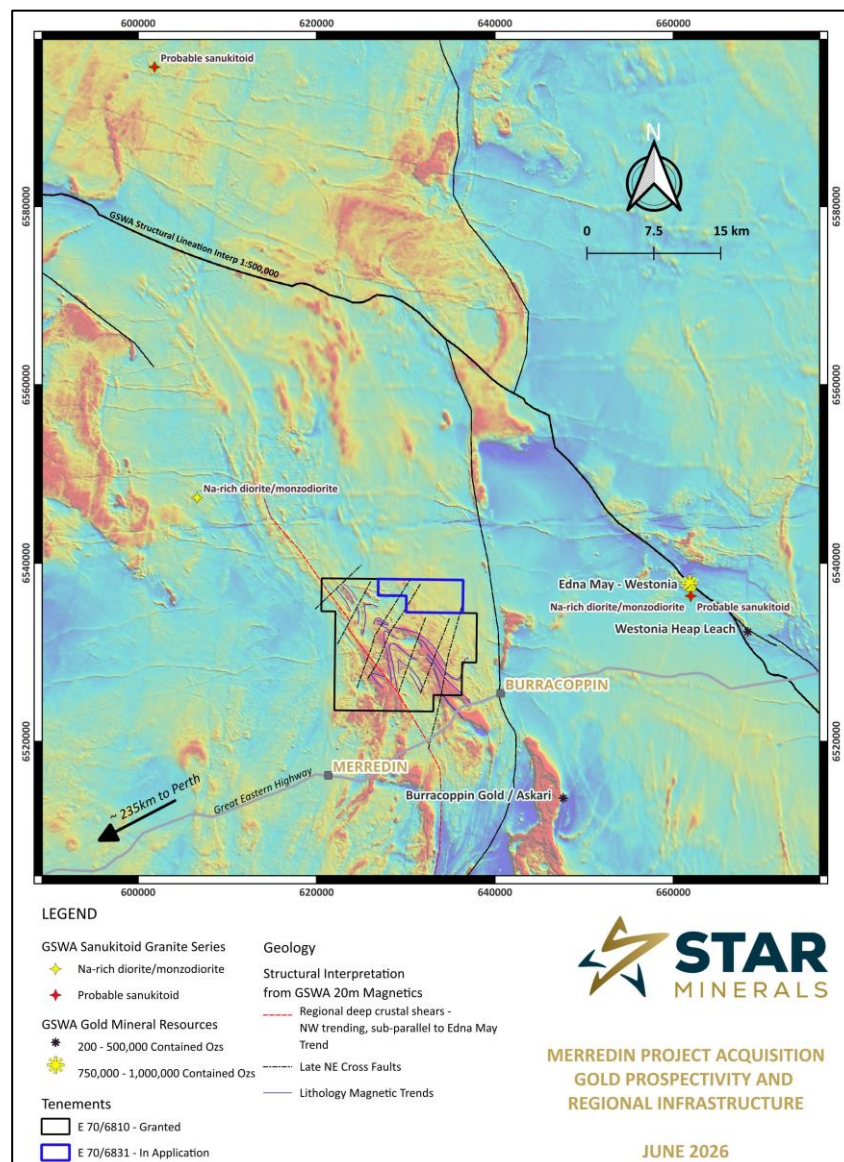 600000 620000 640000 660000
Probable sanukitoid
N
6580000
6580000
0 7.5 15 km
GSWA Structural Lineation Interp 1:500,000
6560000
6560000
Na-rich diorite/monzodiorite
6540000
6540000
Edna May - Westonia
Na-rich diorite/monzodiorite Probable sanukitoid
Westonia Heap Leach
BURRACOPPIN
6520000
6520000
MERREDIN
Burracoppin Gold / Askari
Great Eastern Highway
~ 235km to Perth
600000 620000 640000 660000
LEGEND
GSWA Sanukitoid Granite Series
Na-rich diorite/monzodiorite
Probable sanukitoid
GSWA Gold Mineral Resources
200 - 500,000 Contained Ozs
750,000 - 1,000,000 Contained Ozs
Tenements
E 70/6810 - Granted
E 70/6831 - In Application
Geology
Structural Interpretation
from GSWA 20m Magnetics
Regional deep crustal shears -
NW trending, sub-parallel to Edna May
Trend
Late NE Cross Faults
Lithology Magnetic Trends
STAR
MINERALS
MERREDIN PROJECT ACQUISITION
GOLD PROSPECTIVITY AND
REGIONAL INFRASTRUCTURE
JUNE 2026